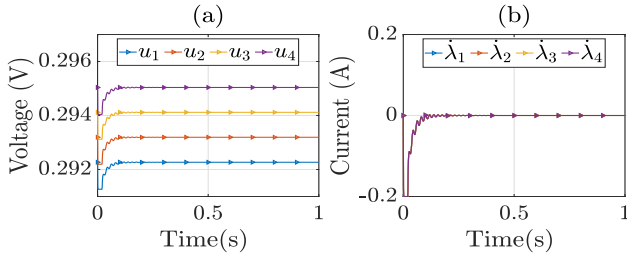 (a)
u₁ u₂ u₃ u₄
0.296
0.294
0.292
Voltage (V)
0 0.5 1
Time(s)
(b)
λ̇₁ λ̇₂ λ̇₃ λ̇₄
0.2
0
-0.2
Current (A)
0 0.5 1
Time(s)